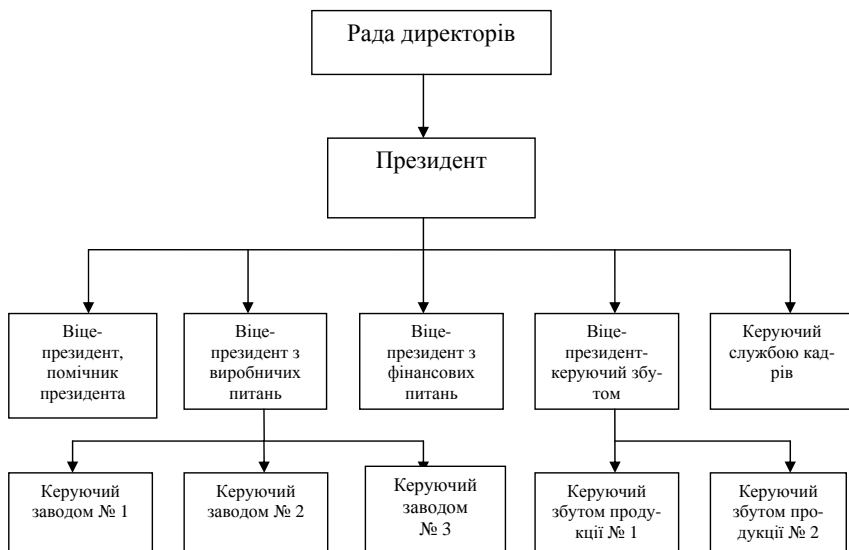 Рада директорів
Президент
Віце-
президент,
помічник
президента
Віце-
президент з
виробничих
питань
Віце-
президент з
фінансових
питань
Віце-
президент-
керуючий збу-
том
Керуючий
службою кад-
рів
Керуючий
заводом № 1
Керуючий
заводом № 2
Керуючий
заводом
№ 3
Керуючий
збутом проду-
кції № 1
Керуючий
збутом про-
дукції № 2